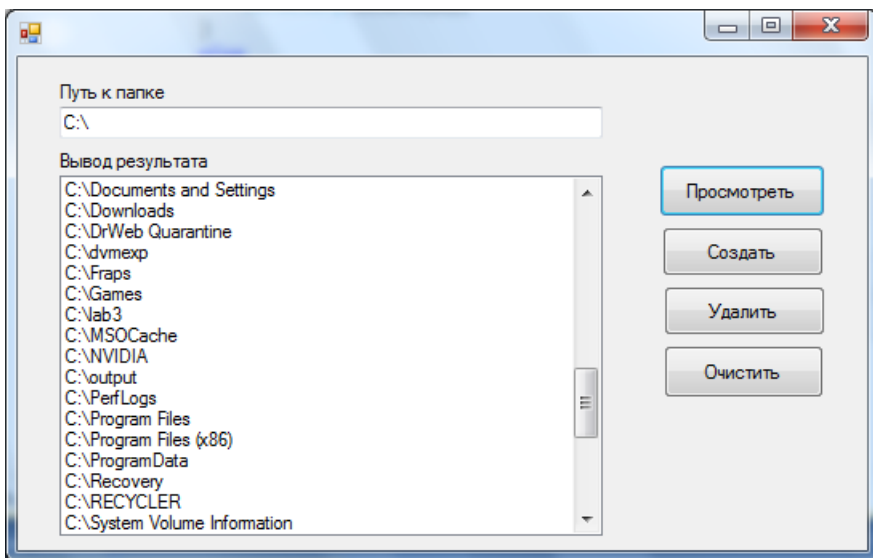 Путь к папке
C:\
Вывод результата
C:\Documents and Settings
C:\Downloads
C:\DrWeb Quarantine
C:\dvmexp
C:\Fraps
C:\Games
C:\lab3
C:\MSOCache
C:\NVIDIA
C:\output
C:\PerfLogs
C:\Program Files
C:\Program Files (x86)
C:\ProgramData
C:\Recovery
C:\RECYCLER
C:\System Volume Information
Просмотреть
Создать
Удалить
Очистить